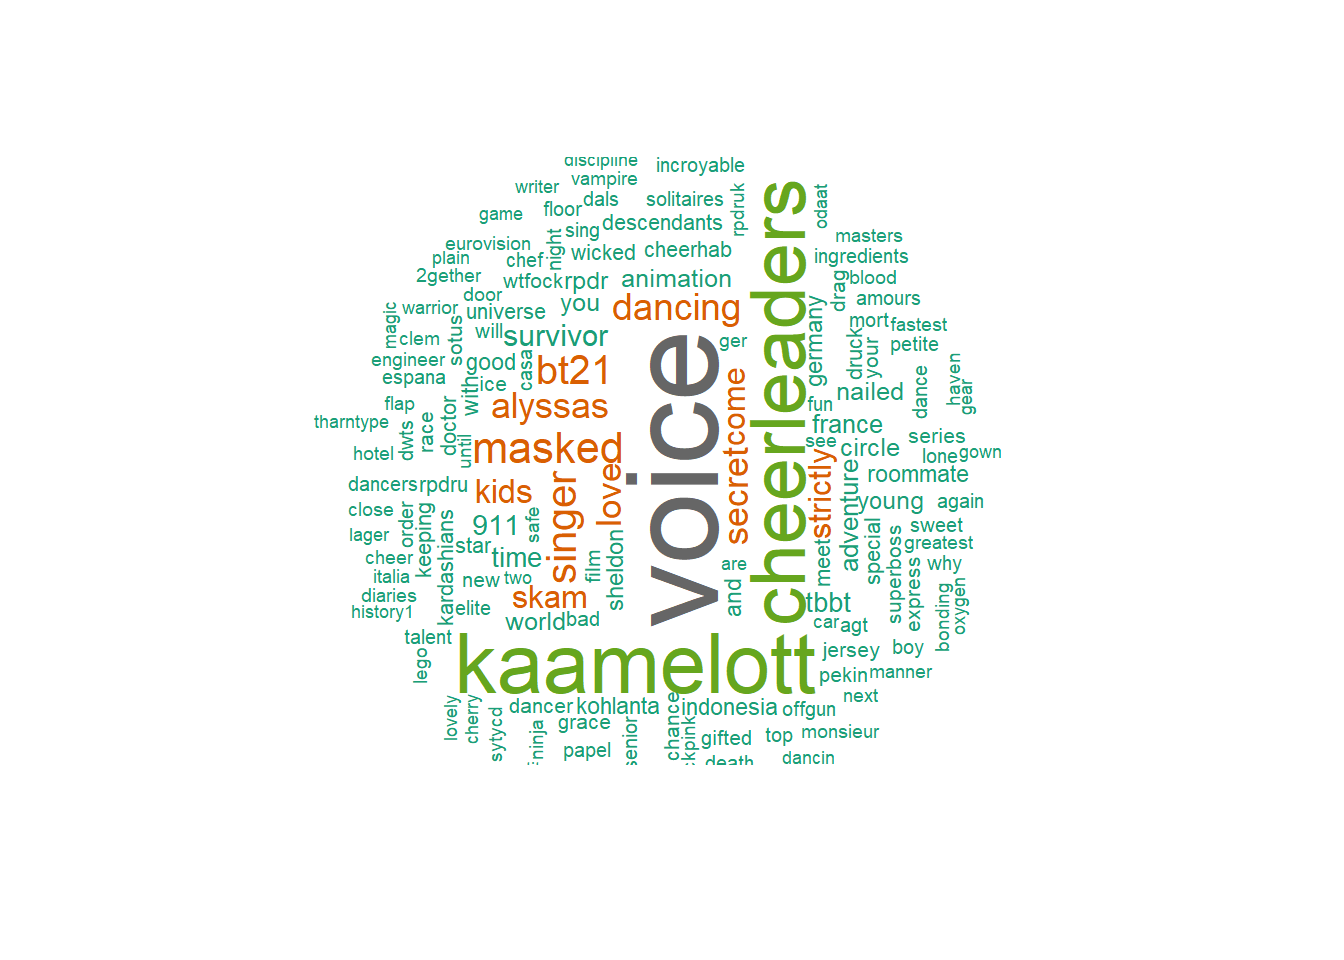 discipline
incroyable
vampire
writer
dals
solitaires
rpdruk
odaat
game
floor
descendants
sing
eurovision
night
wicked
cheerhab
masters
plain
chef
ingredients
2gether
wtfock
rpdr
animation
drag
blood
door
you
dancing
cheerleaders
amours
magic
warrior
universe
germany
mort
fastest
clem
sotus
will
survivor
voice
ger
druck
your
petite
engineer
good
casa
bt21
espana
with
ice
nailed
dance
haven
gear
flap
alyssas
come
fun
tharntype
dwts
race
doctor
masked
france
see
circle
series
hotel
until
secret
strictly
lone
gown
dancers
rpdru
kids
singer
love
adventure
roommate
close
order
keeping
911
safe
young
again
lager
kardashians
star
time
film
sheldon
meet
special
superboss
sweet
greatest
cheer
italia
new
two
are
and
express
why
diaries
skam
tbbt
bonding
oxygen
history1
elite
world
bad
car
agt
talent
kaamelott
jersey
boy
lego
pekin
manner
next
lovely
cherry
sytycd
dancer
kohlanta
indonesia
offgun
grace
chance
ninja
senior
ckpink
gifted
top
monsieur
papel
death
dancin